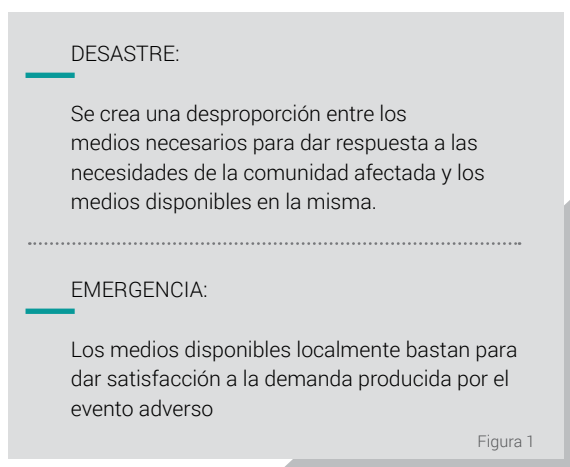 DESASTRE:
Se crea una desproporción entre los
medios necesarios para dar respuesta a las
necesidades de la comunidad afectada y los
medios disponibles en la misma.
EMERGENCIA:
Los medios disponibles localmente bastan para
dar satisfacción a la demanda producida por el
evento adverso
Figura 1